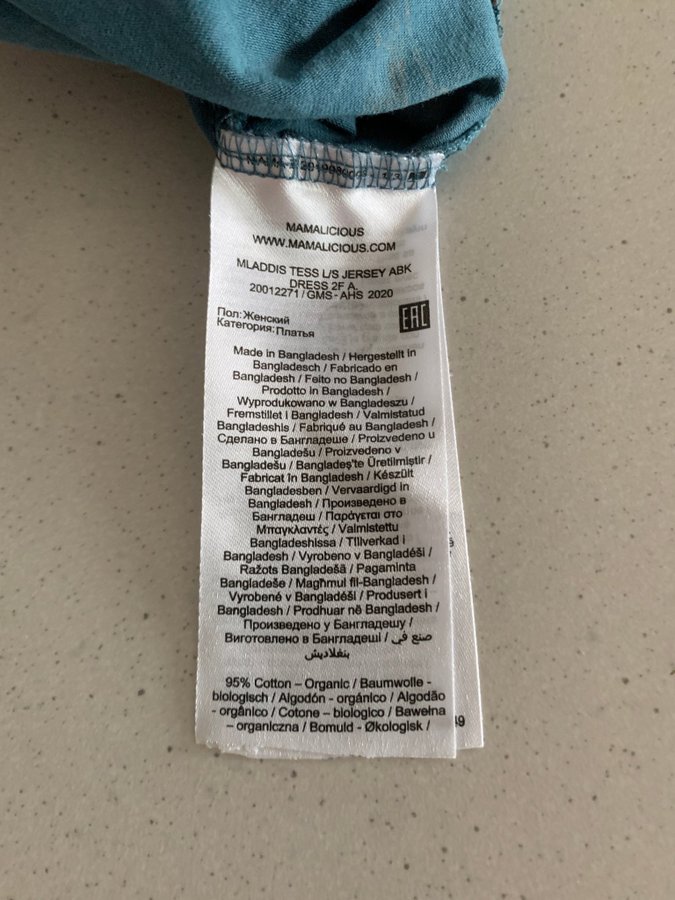 MAMALICIOUS
WWW.MAMALICIOUS.COM
MLADDIS TESS L/S JERSEY ABK
DRESS 2F A.
20012271/GMS-AHS 2020
Пол:Женский
Категория:Платья
EAC
Made in Bangladesh / Hergestellt in
Bangladesch / Fabricado en
Bangladesh / Feito no Bangladesh /
Prodotto in Bangladesh /
Wyprodukowano w Bangladeszu /
Fremstillet i Bangladesh / Valmistatud
Bangladeshis / Fabriqué au Bangladesh /
Сделано в Бангладеше / Proizvedeno u
Bangladešu / Proizvedeno v
Bangladešu / Bangladeş'te Üretilmiştir /
Fabricat în Bangladesh / Készült
Bangladesben / Vervaardigd in
Bangladesh / Произведено в
Бангладеш / Παράγεται στο
Μπαγκλαντές / Valmistettu
Bangladeshissa / Tillverkad i
Bangladesh / Vyrobeno v Bangladéši /
Ražots Bangladešā / Pagaminta
Bangladeše / Magħmul fil-Bangladesh /
Vyrobené v Bangladéši / Produsert i
Bangladesh / Prodhuar në Bangladesh /
Произведено у Бангладешу /
Виготовлено в Бангладеші / صنع في
بنغلاديش
95% Cotton – Organic / Baumwolle -
biologisch / Algodón - orgánico / Algodão
- orgânico / Cotone – biologico / Bawełna
– organiczna / Bomuld - Økologisk /
49